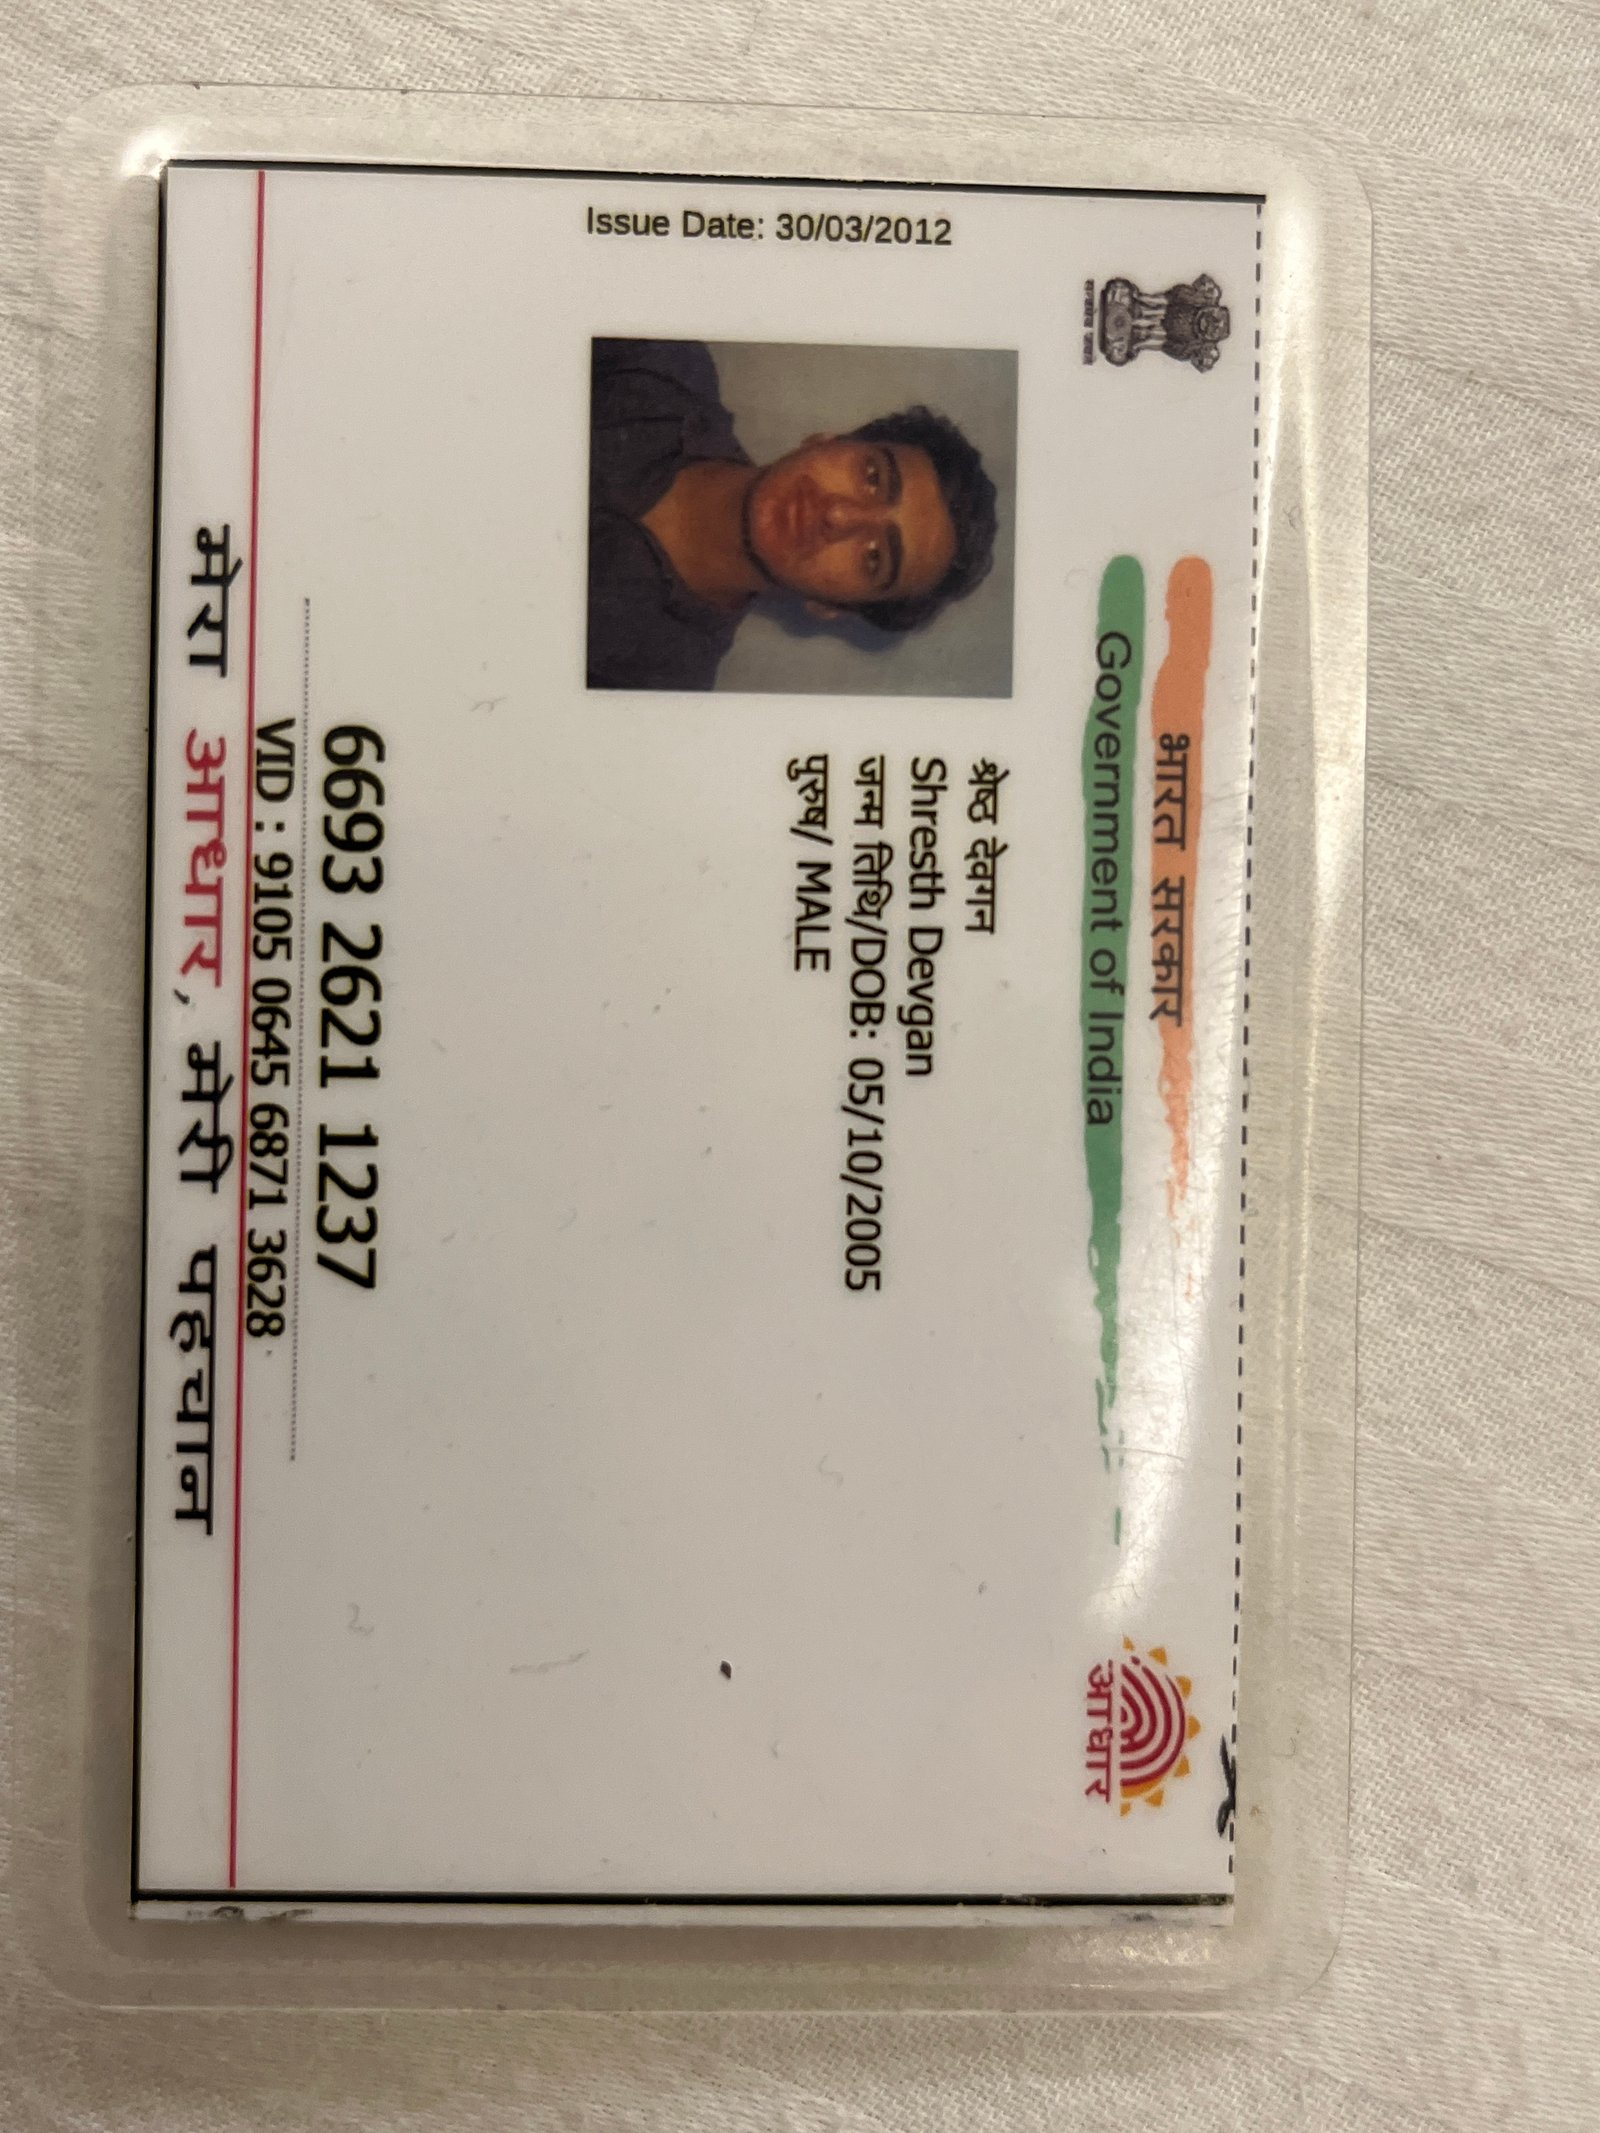 भारत सरकार
Government of India
Issue Date: 30/03/2012
श्रेष्ठ देवगन
Shresth Devgan
जन्म तिथि/DOB: 05/10/2005
पुरुष/ MALE
6693 2621 1237
VID : 9105 0645 6871 3628
मेरा आधार, मेरी पहचान
आधार